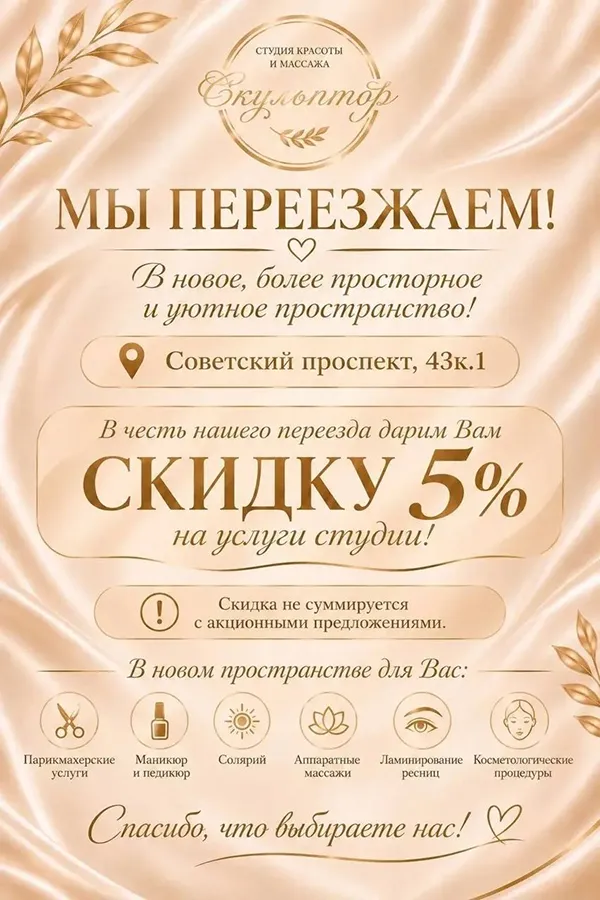 СТУДИЯ КРАСОТЫ
И МАССАЖА
Скульптор
МЫ ПЕРЕЕЗЖАЕМ!
В новое, более просторное
и уютное пространство!
Советский проспект, 43к.1
В честь нашего переезда дарим Вам
СКИДКУ 5%
на услуги студии!
Скидка не суммируется
с акционными предложениями.
В новом пространстве для Вас:
Парикмахерские
услуги
Маникюр
и педикюр
Солярий
Аппаратные
массажи
Ламинирование
ресниц
Косметологические
процедуры
Спасибо, что выбираете нас!